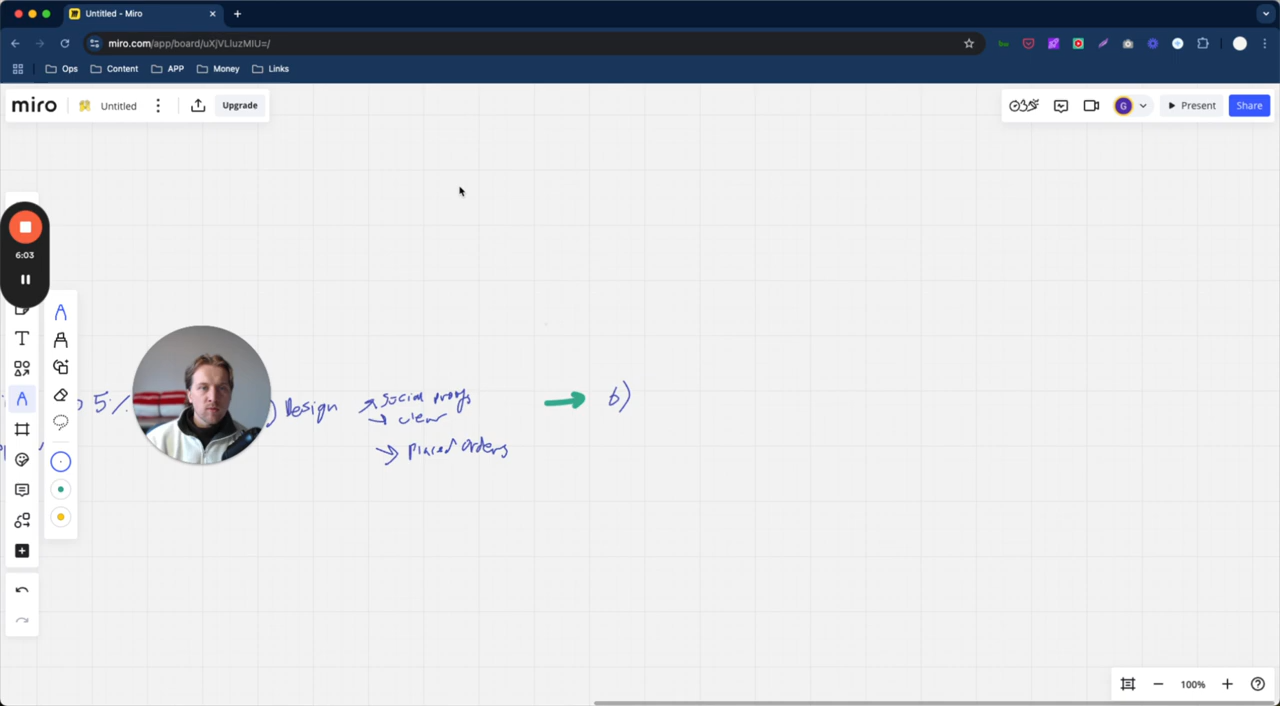 Untitled - Miro
miro.com/app/board/uXjVLIuzMIU=/
Ops
Content
APP
Money
Links
miro
Untitled
Upgrade
G
Present
Share
6:03
5%
) Design
↗ social proofs
→ clear
→ placed orders
→ 6)
100%